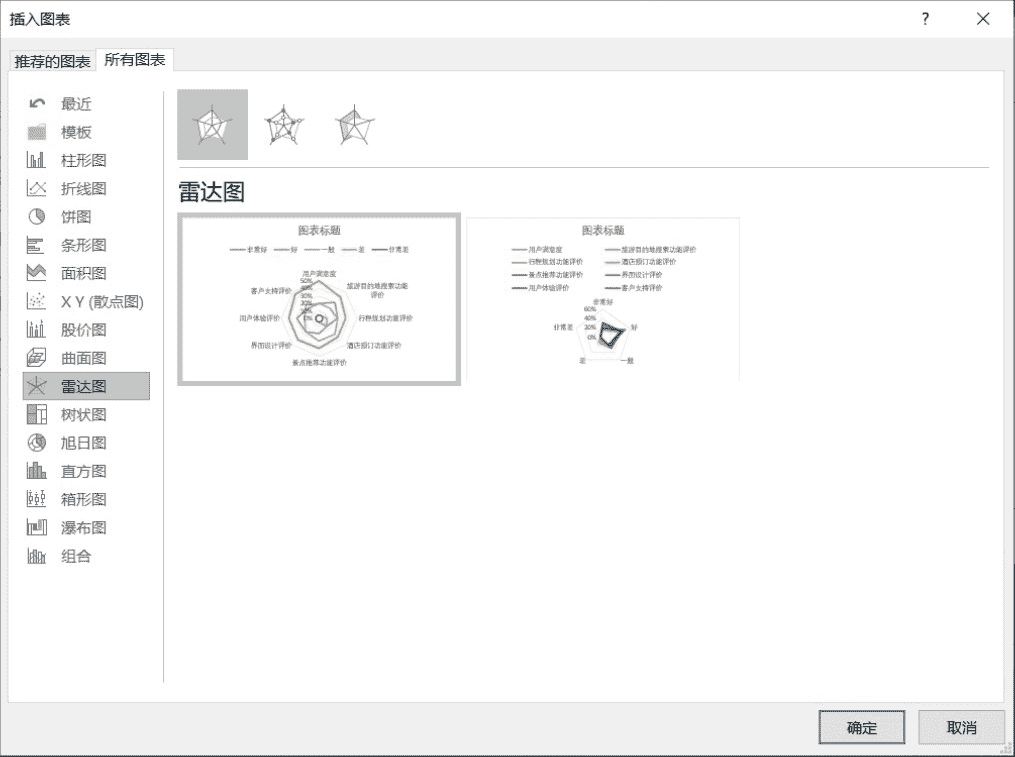 插入图表
?
推荐的图表 所有图表
最近
模板
柱形图
折线图
饼图
条形图
面积图
X Y (散点图)
股价图
曲面图
雷达图
树状图
旭日图
直方图
箱形图
瀑布图
组合
雷达图
图表标题
非常好 好 一般 差 非常差
用户满意度
50%
40%
30%
20%
10%
0%
旅游目的地搜索功能
评价
行程规划功能评价
酒店预订功能评价
景点推荐功能评价
界面设计评价
用户体验评价
客户支持评价
图表标题
用户满意度 旅游目的地搜索功能评价
行程规划功能评价 酒店预订功能评价
景点推荐功能评价 界面设计评价
用户体验评价 客户支持评价
非常好
60%
40%
20%
0%
好
一般
差
非常差
确定 取消